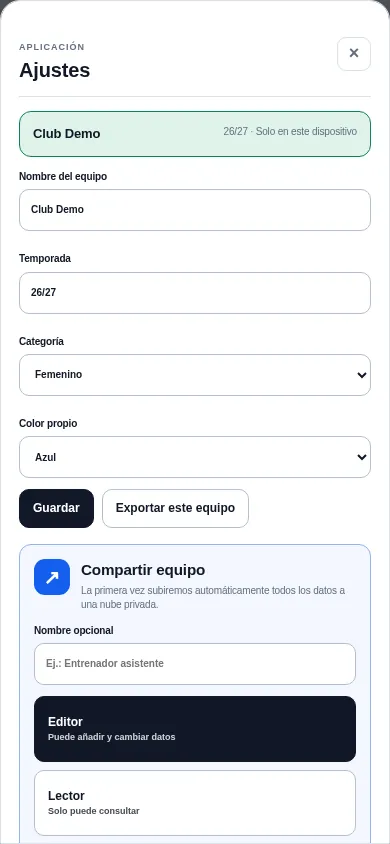 APLICACIÓN
Ajustes
×
Club Demo
26/27 · Solo en este dispositivo
Nombre del equipo
Club Demo
Temporada
26/27
Categoría
Femenino
Color propio
Azul
Guardar
Exportar este equipo
↗
Compartir equipo
La primera vez subiremos automáticamente todos los datos a
una nube privada.
Nombre opcional
Ej.: Entrenador asistente
Editor
Puede añadir y cambiar datos
Lector
Solo puede consultar